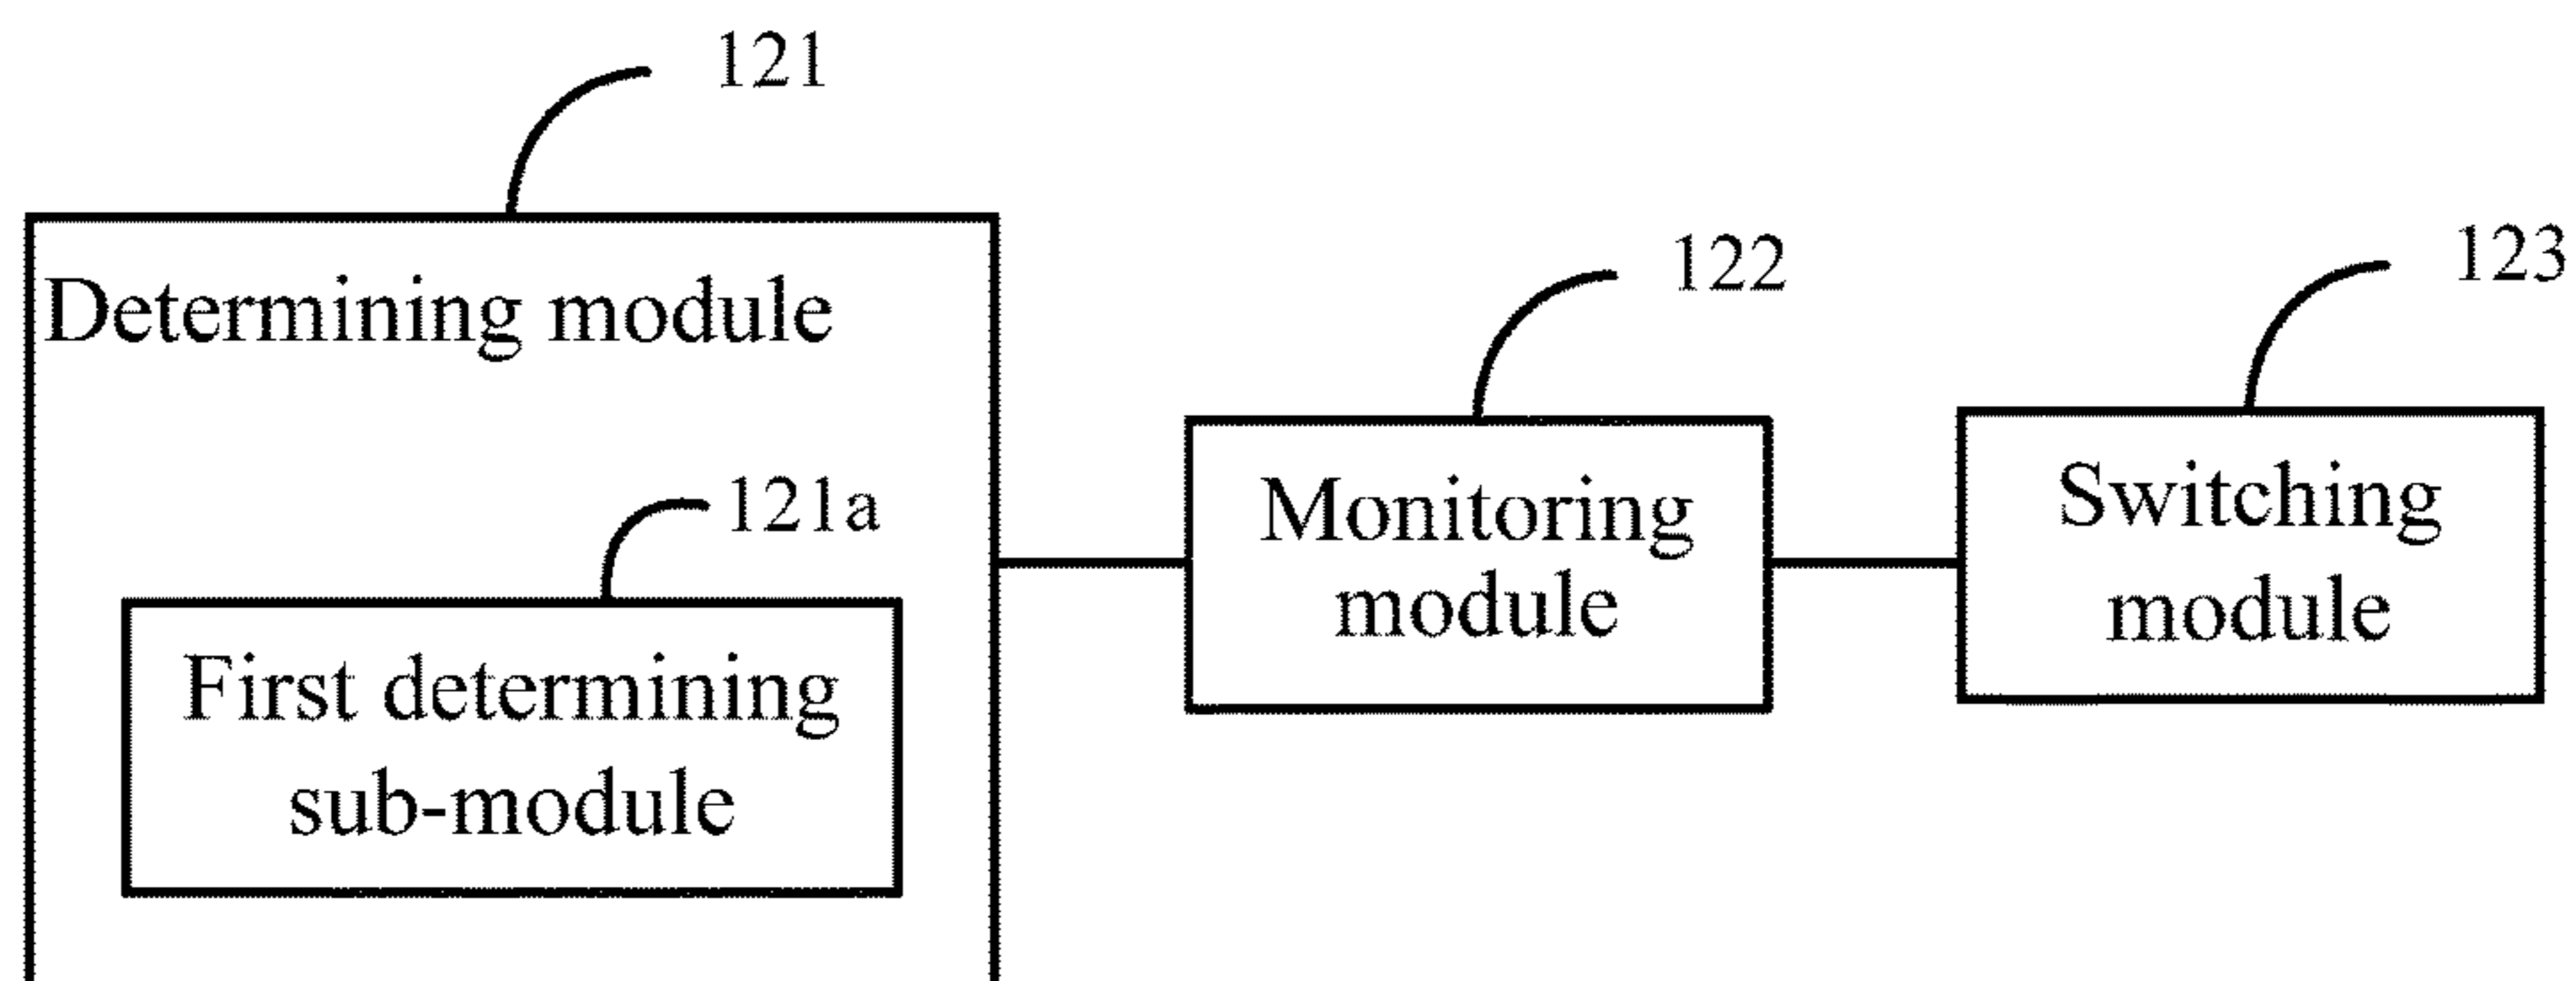 121
Determining module
121a
First determining
sub-module
122
Monitoring
module
123
Switching
module